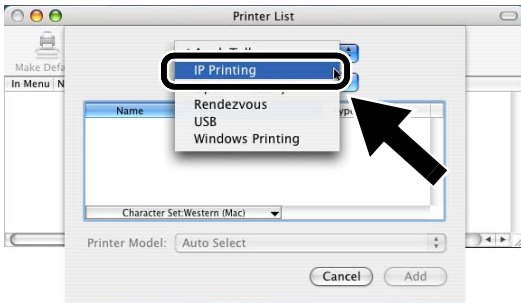 Printer List
Make Defa
In Menu N
IP Printing
Rendezvous
USB
Windows Printing
Name
Character Set:Western (Mac)
Printer Model: Auto Select
Cancel Add